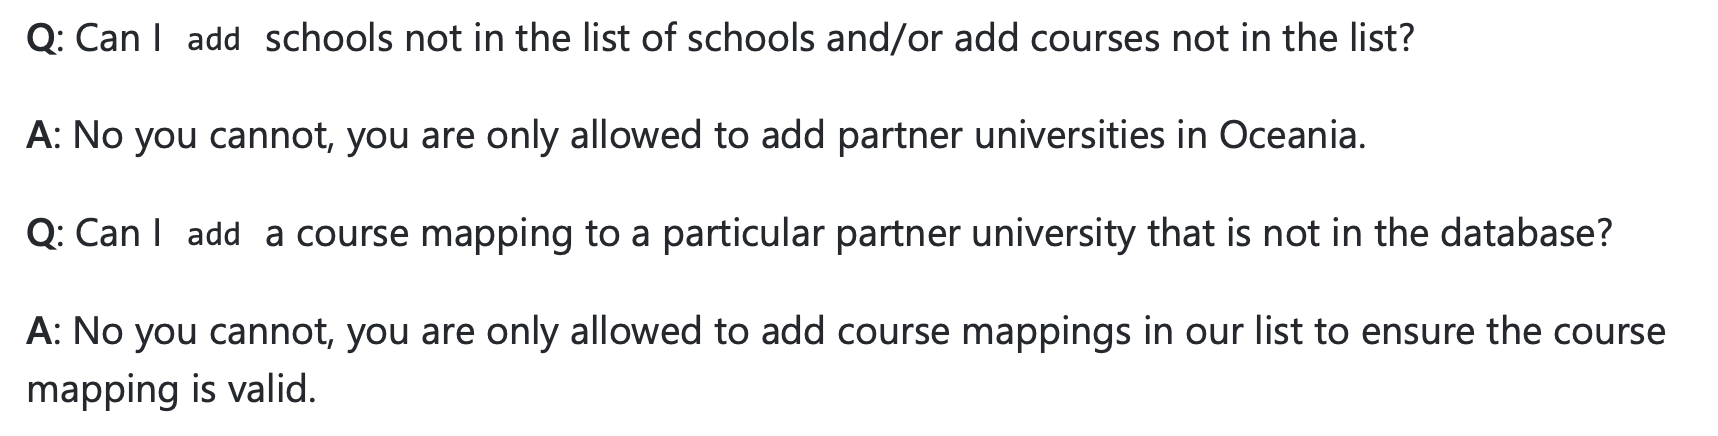 Q: Can I add schools not in the list of schools and/or add courses not in the list?
A: No you cannot, you are only allowed to add partner universities in Oceania.
Q: Can I add a course mapping to a particular partner university that is not in the database?
A: No you cannot, you are only allowed to add course mappings in our list to ensure the course
mapping is valid.